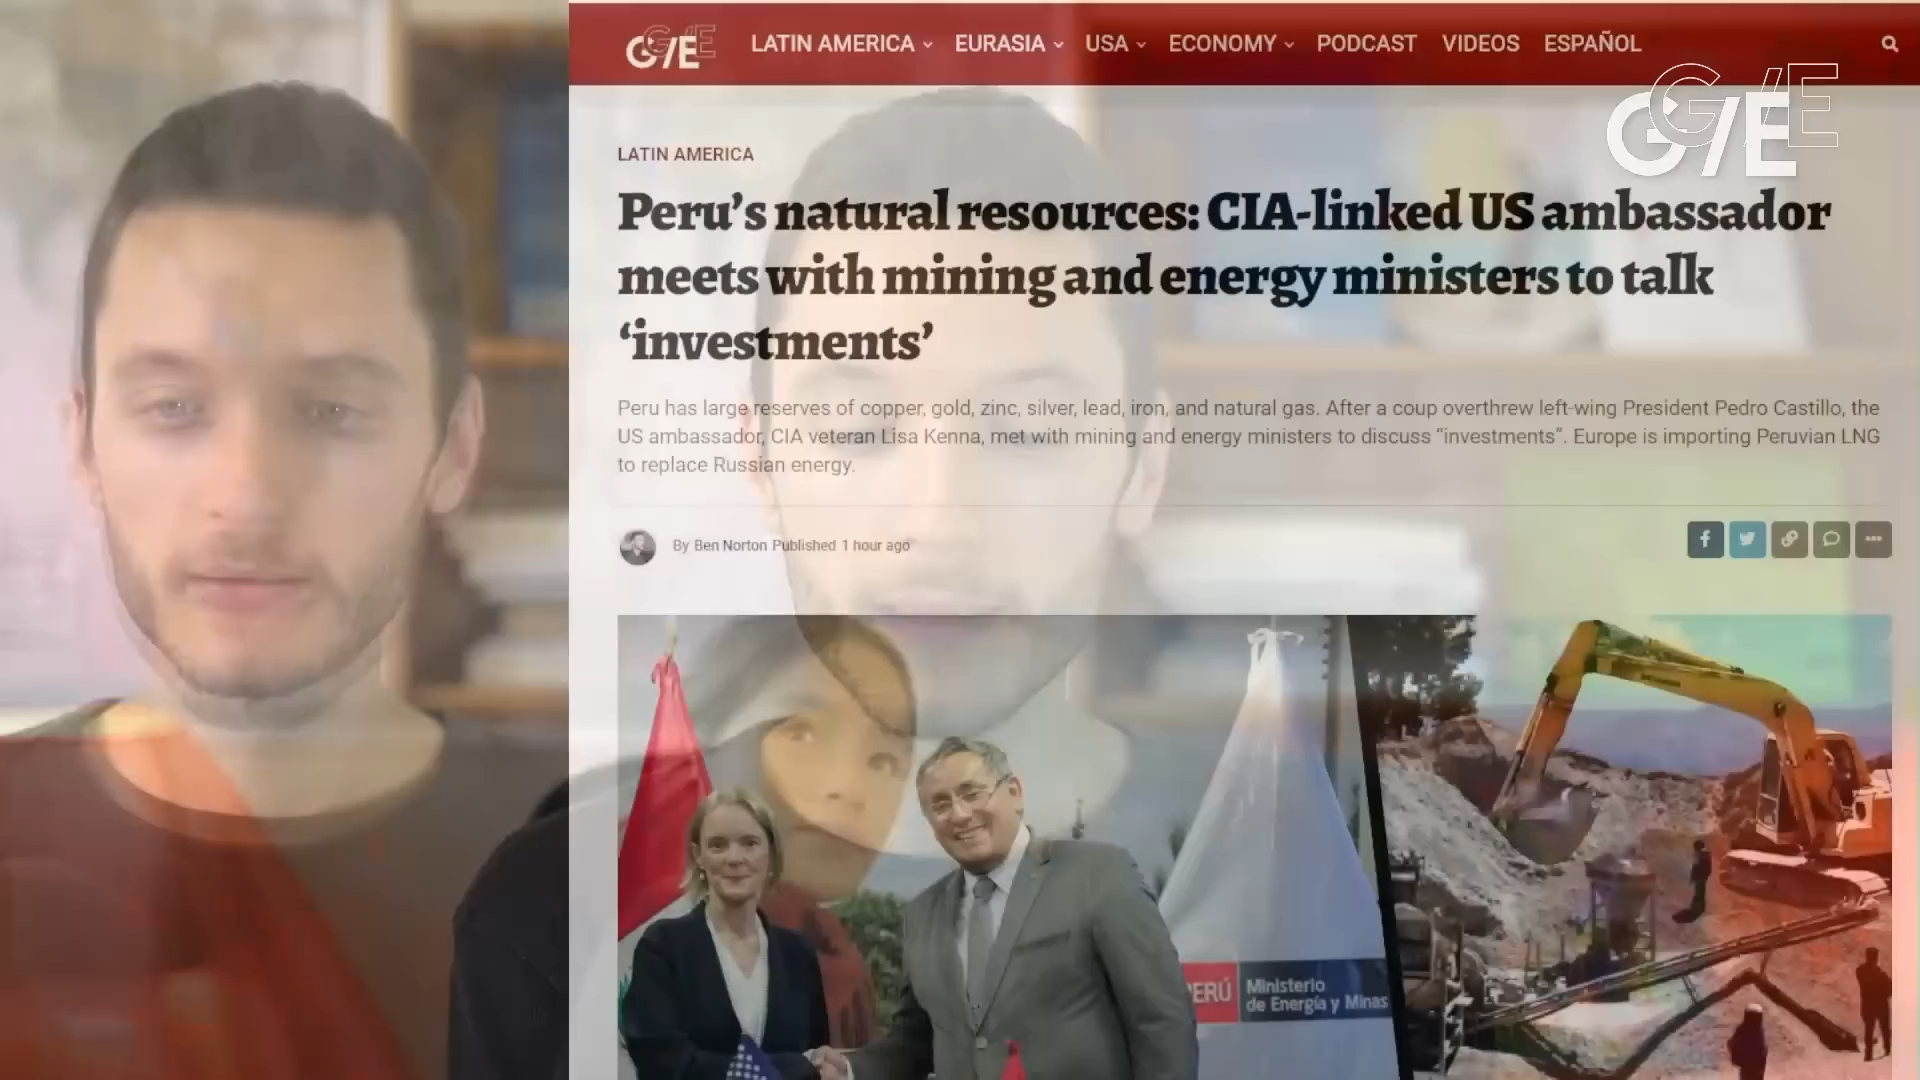 G/E LATIN AMERICA EURASIA USA ECONOMY PODCAST VIDEOS ESPAÑOL
G/E
LATIN AMERICA
Peru’s natural resources: CIA-linked US ambassador
meets with mining and energy ministers to talk
‘investments’
Peru has large reserves of copper, gold, zinc, silver, lead, iron, and natural gas. After a coup overthrew left-wing President Pedro Castillo, the
US ambassador, CIA veteran Lisa Kenna, met with mining and energy ministers to discuss “investments”. Europe is importing Peruvian LNG
to replace Russian energy.
By Ben Norton Published 1 hour ago
PERÚ Ministerio
de Energía y Minas